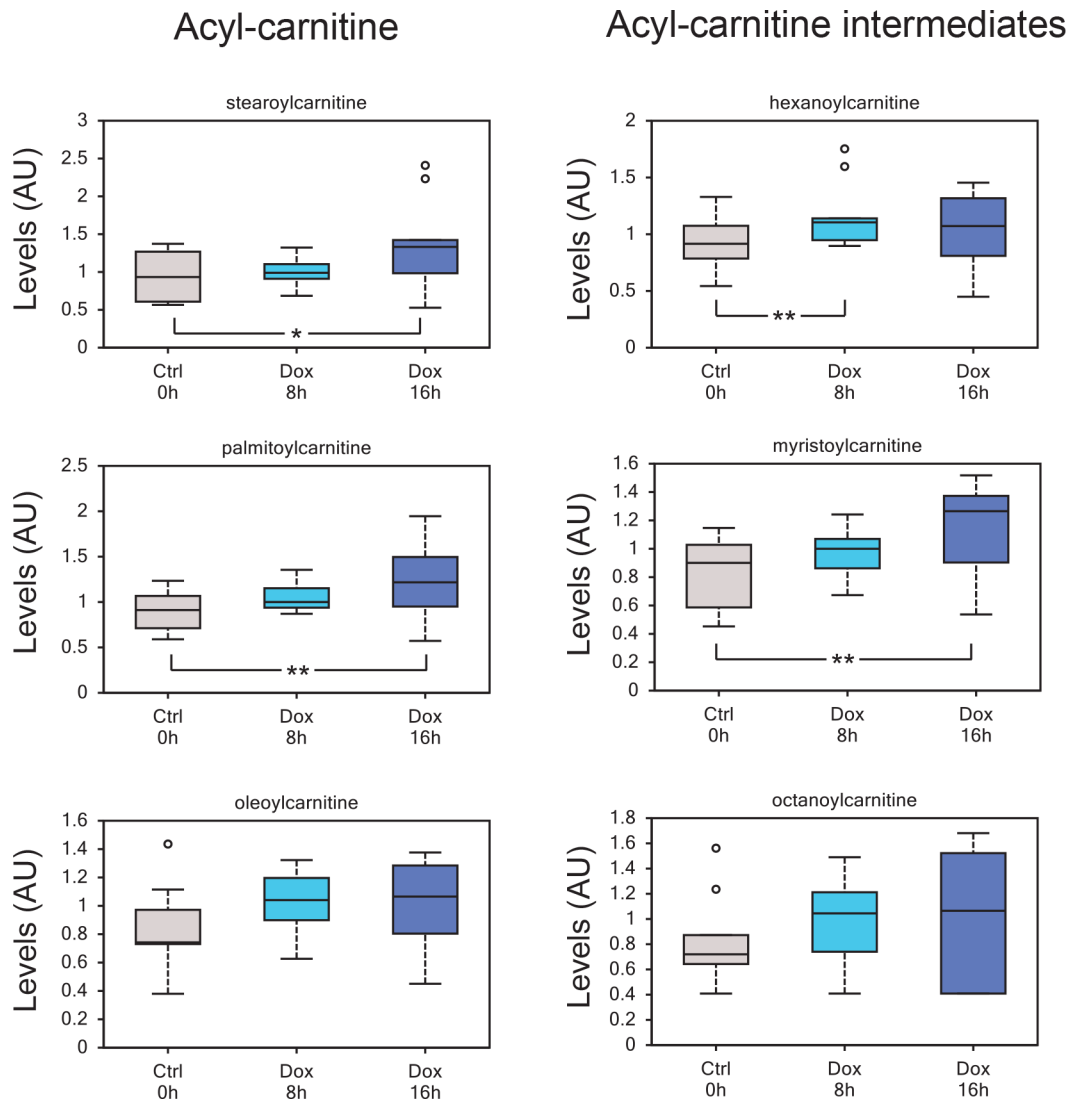 Acyl-carnitine
Acyl-carnitine intermediates
stearoylcarnitine
Levels (AU)
3
2.5
2
1.5
1
0.5
0
*
Ctrl Dox Dox
0h 8h 16h
hexanoylcarnitine
Levels (AU)
2
1.5
1
0.5
0
**
Ctrl Dox Dox
0h 8h 16h
palmitoylcarnitine
Levels (AU)
2.5
2
1.5
1
0.5
0
**
Ctrl Dox Dox
0h 8h 16h
myristoylcarnitine
Levels (AU)
1.6
1.4
1.2
1
0.8
0.6
0.4
0.2
0
**
Ctrl Dox Dox
0h 8h 16h
oleoylcarnitine
Levels (AU)
1.6
1.4
1.2
1
0.8
0.6
0.4
0.2
0
Ctrl Dox Dox
0h 8h 16h
octanoylcarnitine
Levels (AU)
1.8
1.6
1.4
1.2
1
0.8
0.6
0.4
0.2
0
Ctrl Dox Dox
0h 8h 16h